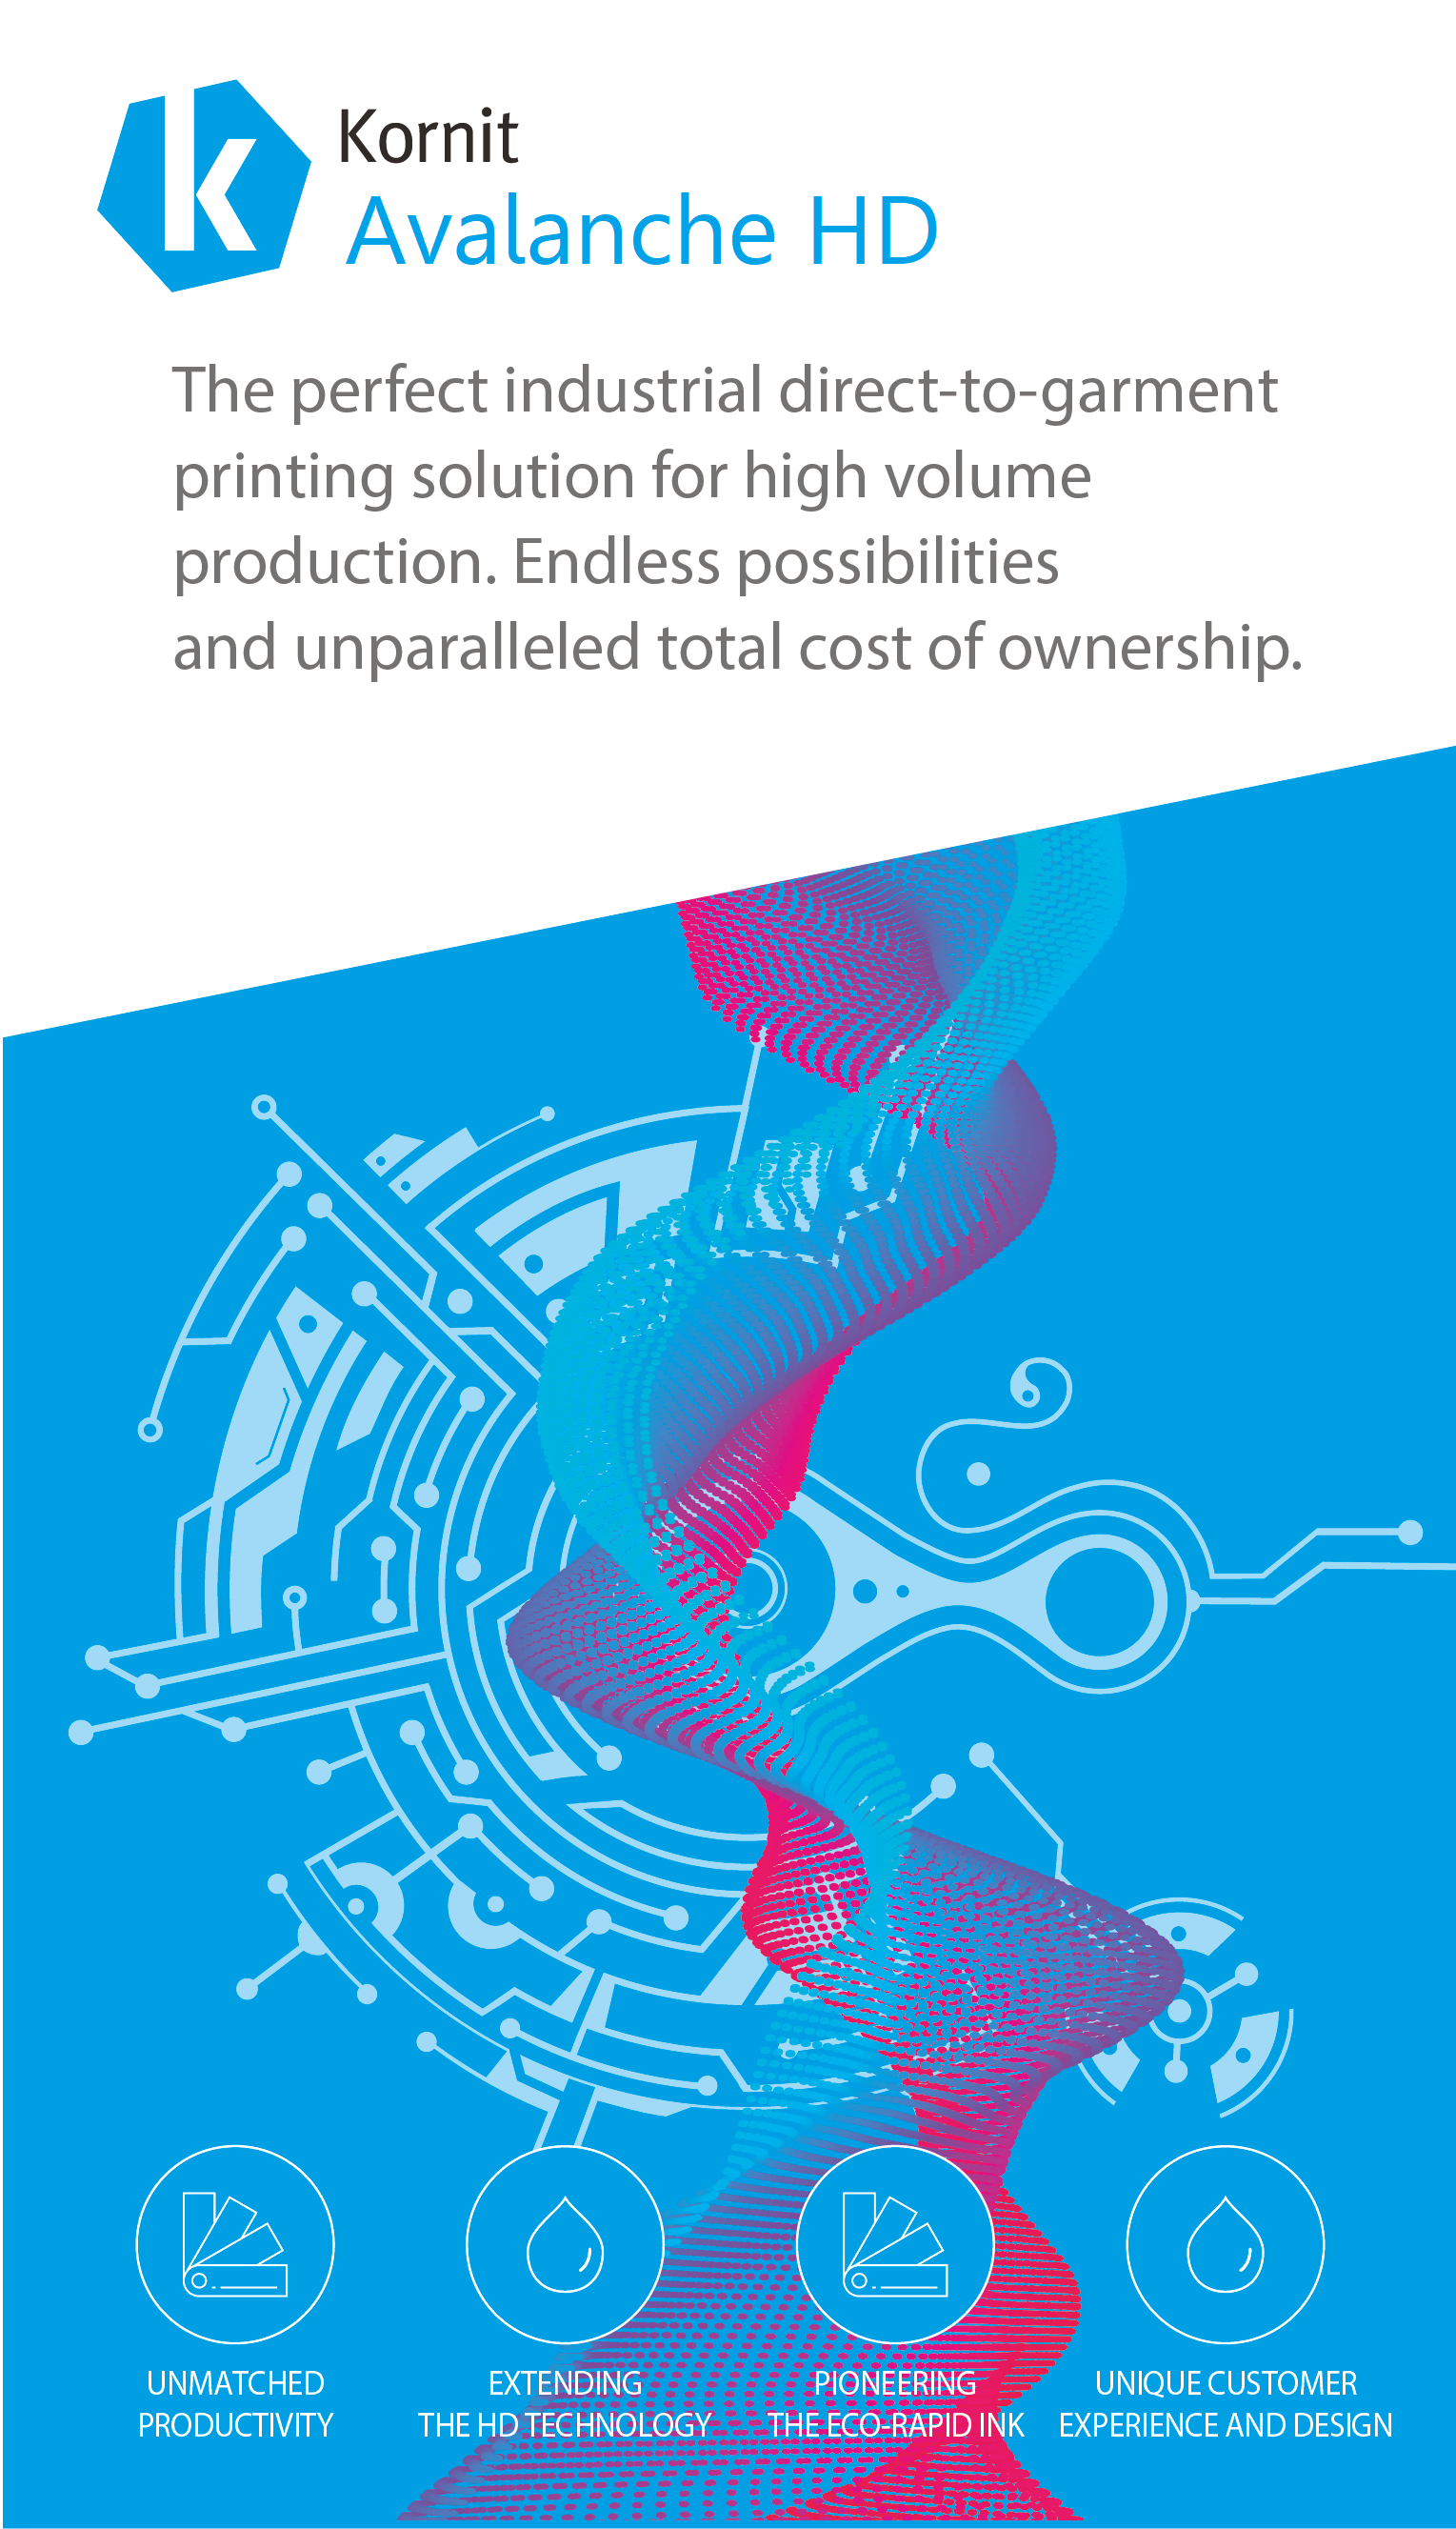 k
Kornit
Avalanche HD
The perfect industrial direct-to-garment
printing solution for high volume
production. Endless possibilities
and unparalleled total cost of ownership.
UNMATCHED
PRODUCTIVITY
EXTENDING
THE HD TECHNOLOGY
PIONEERING
THE ECO-RAPID INK
UNIQUE CUSTOMER
EXPERIENCE AND DESIGN